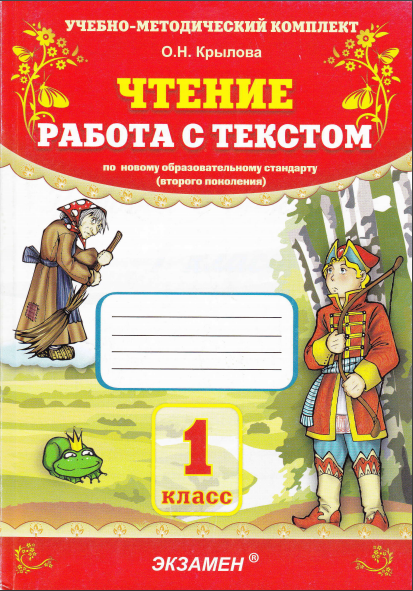 УЧЕБНО-МЕТОДИЧЕСКИЙ КОМПЛЕКТ
О.Н. Крылова
ЧТЕНИЕ
РАБОТА С ТЕКСТОМ
по новому образовательному стандарту
(второго поколения)
1
класс
ЭКЗАМЕН®